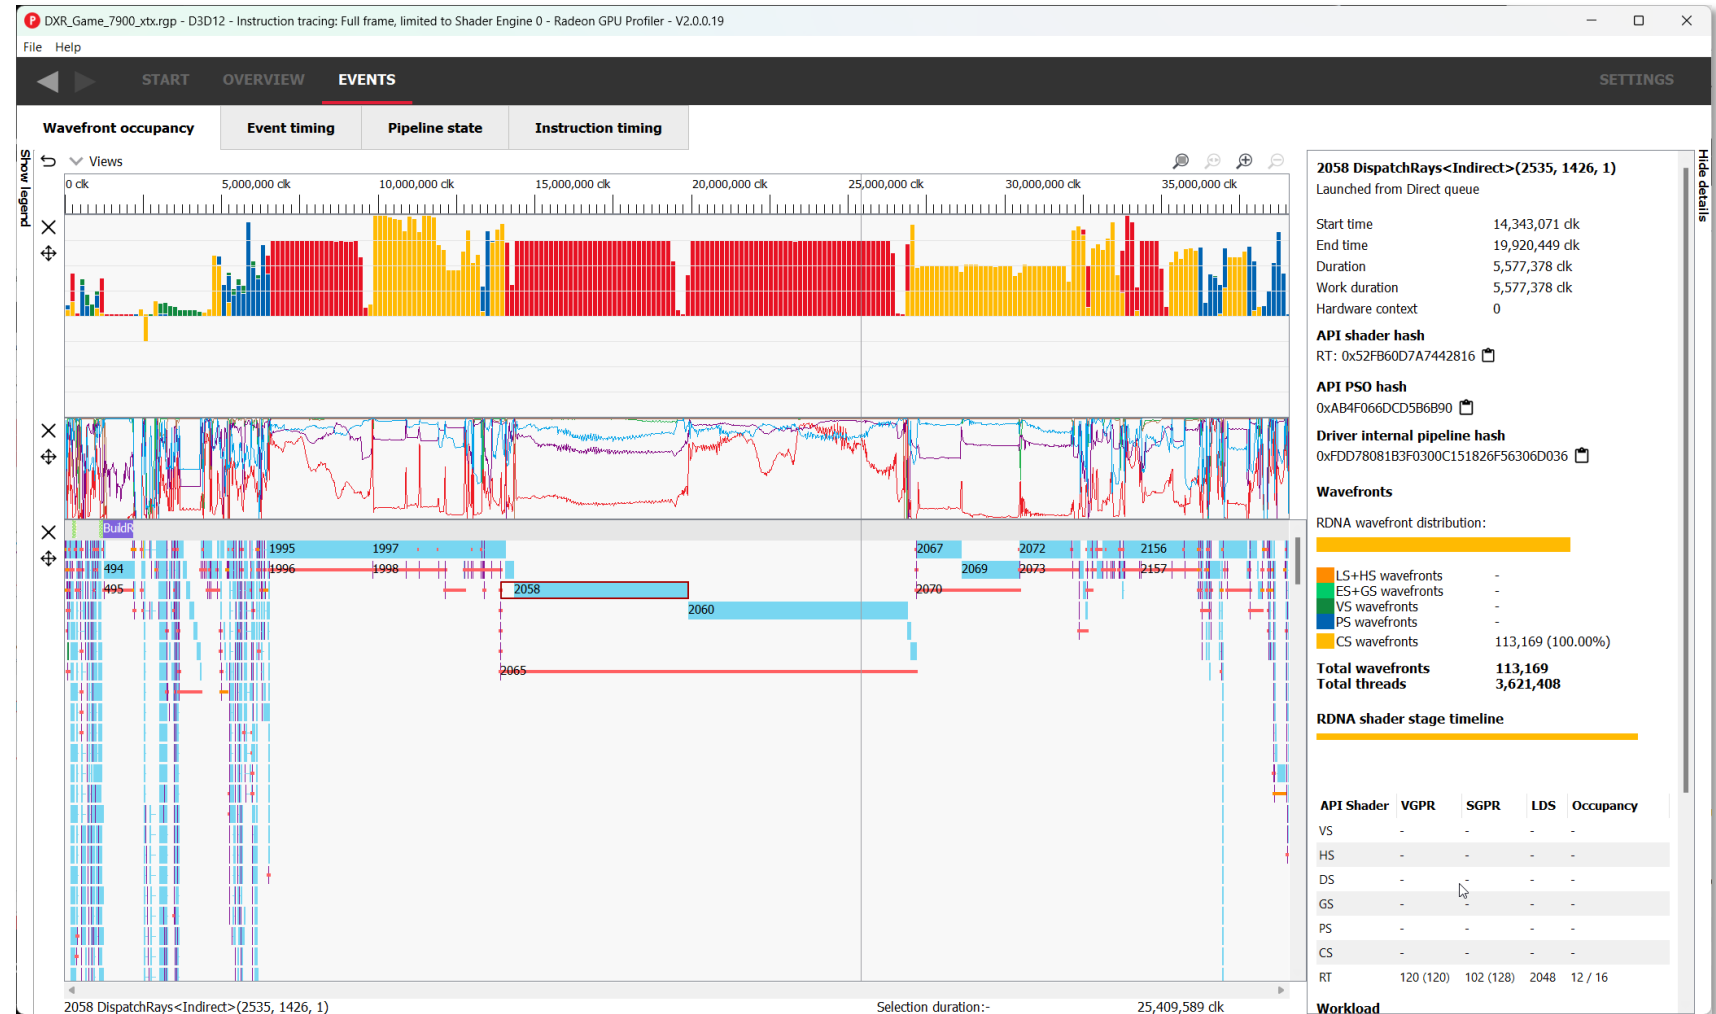 DXR_Game_7900_xtx.rgp - D3D12 - Instruction tracing: Full frame, limited to Shader Engine 0 - Radeon GPU Profiler - V2.0.0.19
File Help
START OVERVIEW EVENTS SETTINGS
Wavefront occupancy Event timing Pipeline state Instruction timing
Show legend
Views
0 clk 5,000,000 clk 10,000,000 clk 15,000,000 clk 20,000,000 clk 25,000,000 clk 30,000,000 clk 35,000,000 clk
BuildR
1995 1997 2067 2072 2156
494 1996 1998 2069 2073 2157
495 2058 2070
2060
2065
2058 DispatchRays<Indirect>(2535, 1426, 1) Selection duration:- 25,409,589 clk
Hide details
2058 DispatchRays<Indirect>(2535, 1426, 1)
Launched from Direct queue
Start time 14,343,071 clk
End time 19,920,449 clk
Duration 5,577,378 clk
Work duration 5,577,378 clk
Hardware context 0
API shader hash
RT: 0x52FB60D7A7442816
API PSO hash
0xAB4F066DCD5B6B90
Driver internal pipeline hash
0xFDD78081B3F0300C151826F56306D036
Wavefronts
RDNA wavefront distribution:
LS+HS wavefronts -
ES+GS wavefronts -
VS wavefronts -
PS wavefronts -
CS wavefronts 113,169 (100.00%)
Total wavefronts 113,169
Total threads 3,621,408
RDNA shader stage timeline
API Shader VGPR SGPR LDS Occupancy
VS - - - -
HS - - - -
DS - - - -
GS - - - -
PS - - - -
CS - - - -
RT 120 (120) 102 (128) 2048 12 / 16
Workload